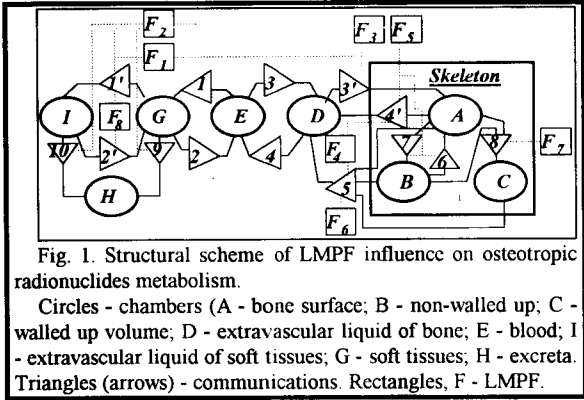 F2
F3 F5
F1
Skeleton
1' 1 3 3'
I G E D A
F8 4' F7
10 2' 9 2 4 F4 7 6 8
5 B C
H
F6
Fig. 1. Structural scheme of LMPF influence on osteotropic
radionuclides metabolism.
Circles - chambers (A - bone surface; B - non-walled up; C -
walled up volume; D - extravascular liquid of bone; E - blood; I
- extravascular liquid of soft tissues; G - soft tissues; H - excreta.
Triangles (arrows) - communications. Rectangles, F - LMPF.